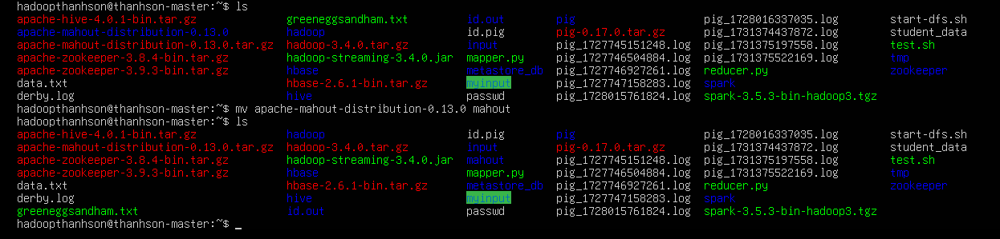 hadoopthanhson@thanhson-master:~$ ls
apache-hive-4.0.1-bin.tar.gz greeneggsandham.txt id.out pig pig_1728016337035.log start-dfs.sh
apache-mahout-distribution-0.13.0 hadoop id.pig pig-0.17.0.tar.gz pig_1731374437872.log student_data
apache-mahout-distribution-0.13.0.tar.gz hadoop-3.4.0.tar.gz input pig_1727745151248.log pig_1731375197558.log test.sh
apache-zookeeper-3.8.4-bin.tar.gz hadoop-streaming-3.4.0.jar mapper.py pig_1727746504884.log pig_1731375522169.log tmp
apache-zookeeper-3.9.3-bin.tar.gz hbase metastore_db pig_1727746927261.log reducer.py zookeeper
data.txt hbase-2.6.1-bin.tar.gz myinput pig_1727747158283.log spark
derby.log hive passwd pig_1728015761824.log spark-3.5.3-bin-hadoop3.tgz
hadoopthanhson@thanhson-master:~$ mv apache-mahout-distribution-0.13.0 mahout
hadoopthanhson@thanhson-master:~$ ls
apache-hive-4.0.1-bin.tar.gz hadoop id.pig pig pig_1728016337035.log start-dfs.sh
apache-mahout-distribution-0.13.0.tar.gz hadoop-3.4.0.tar.gz input pig-0.17.0.tar.gz pig_1731374437872.log student_data
apache-zookeeper-3.8.4-bin.tar.gz hadoop-streaming-3.4.0.jar mahout pig_1727745151248.log pig_1731375197558.log test.sh
apache-zookeeper-3.9.3-bin.tar.gz hbase mapper.py pig_1727746504884.log pig_1731375522169.log tmp
data.txt hbase-2.6.1-bin.tar.gz metastore_db pig_1727746927261.log reducer.py zookeeper
derby.log hive myinput pig_1727747158283.log spark
greeneggsandham.txt id.out passwd pig_1728015761824.log spark-3.5.3-bin-hadoop3.tgz
hadoopthanhson@thanhson-master:~$ _